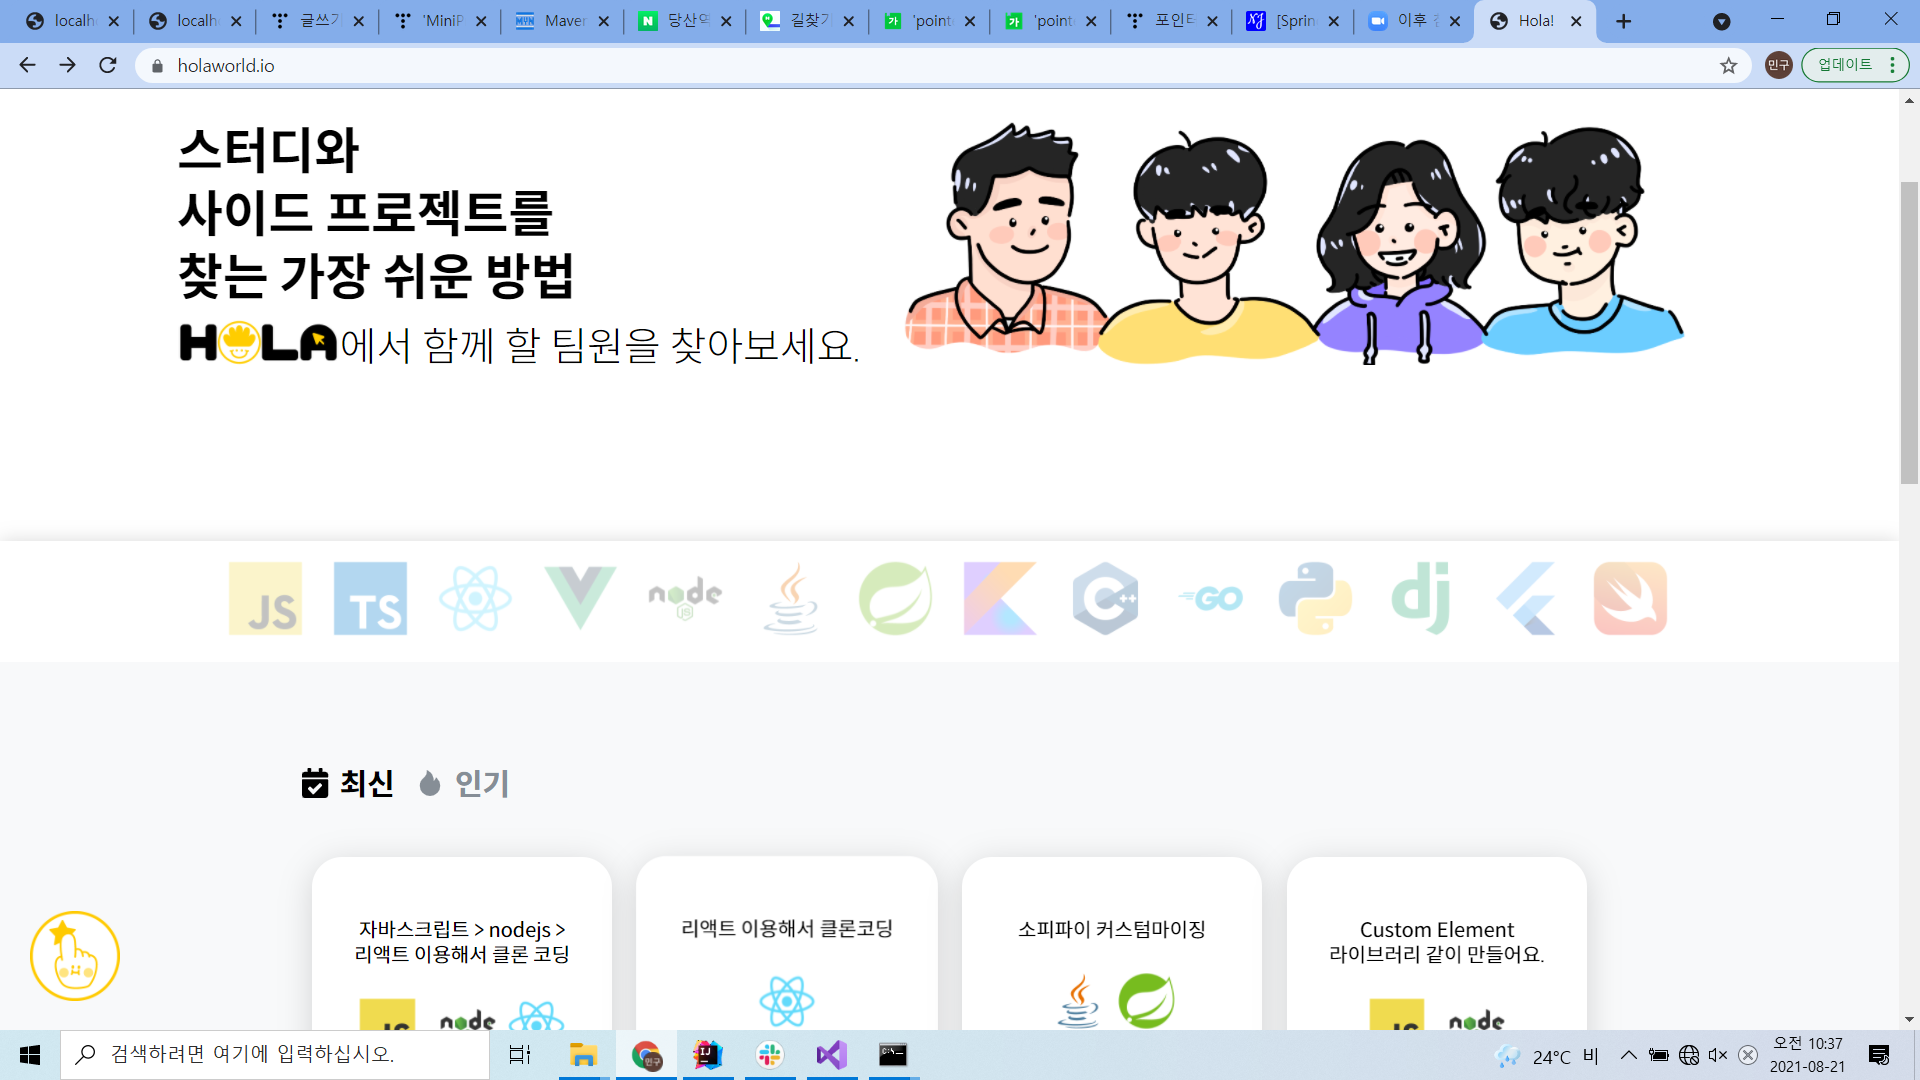 localh
localh
글쓰기
'MiniP
Maver
당산역
길찾기
'point
'point
포인터
[Sprin
이후 김
Hola!
holaworld.io
민구
업데이트
스터디와
사이드 프로젝트를
찾는 가장 쉬운 방법
HOLA에서 함께 할 팀원을 찾아보세요.
JS
TS
node
JS
C++
GO
dj
최신
인기
자바스크립트 > nodejs >
리액트 이용해서 클론 코딩
리액트 이용해서 클론코딩
소피파이 커스텀마이징
Custom Element
라이브러리 같이 만들어요.
JS
node
JS
node
검색하려면 여기에 입력하십시오.
민구
IJ
24°C 비
오전 10:37
2021-08-21